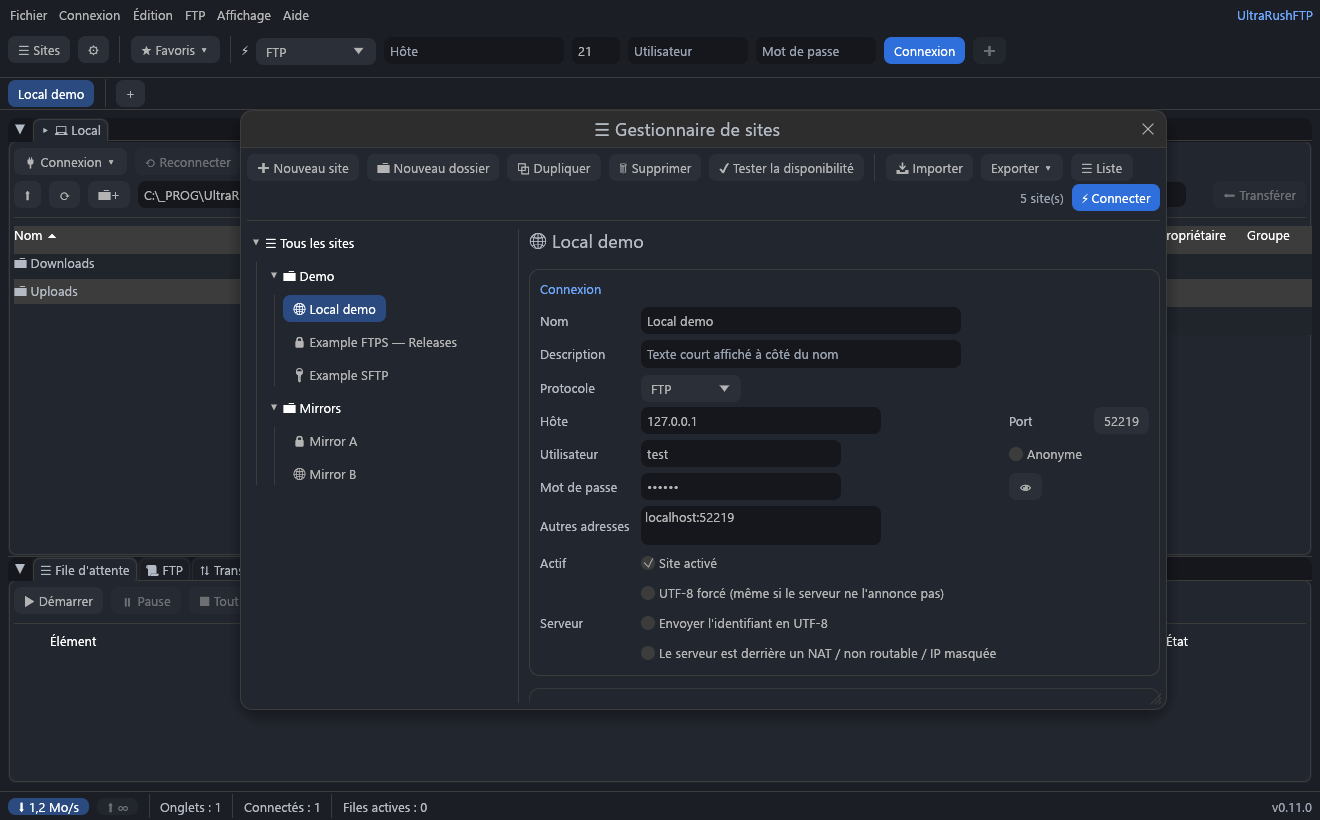 Fichier Connexion Édition FTP Affichage Aide UltraRushFTP
Sites Favoris FTP Hôte 21 Utilisateur Mot de passe Connexion +
Local demo +
Local
Gestionnaire de sites
Connexion Reconnecter
Nouveau site Nouveau dossier Dupliquer Supprimer Tester la disponibilité Importer Exporter Liste
C:\_PROG\UltraR
5 site(s) Connecter
Transférer
Nom
ropriétaire Groupe
Downloads
Uploads
Tous les sites
Demo
Local demo
Example FTPS — Releases
Example SFTP
Mirrors
Mirror A
Mirror B
Local demo
Connexion
Nom Local demo
Description Texte court affiché à côté du nom
Protocole FTP
Hôte 127.0.0.1 Port 52219
Utilisateur test Anonyme
Mot de passe ••••••
Autres adresses localhost:52219
Actif Site activé
UTF-8 forcé (même si le serveur ne l'annonce pas)
Serveur Envoyer l'identifiant en UTF-8
Le serveur est derrière un NAT / non routable / IP masquée
File d'attente FTP Trans
Démarrer Pause Tout
Élément État
1,2 Mo/s ∞ Onglets : 1 Connectés : 1 Files actives : 0 v0.11.0